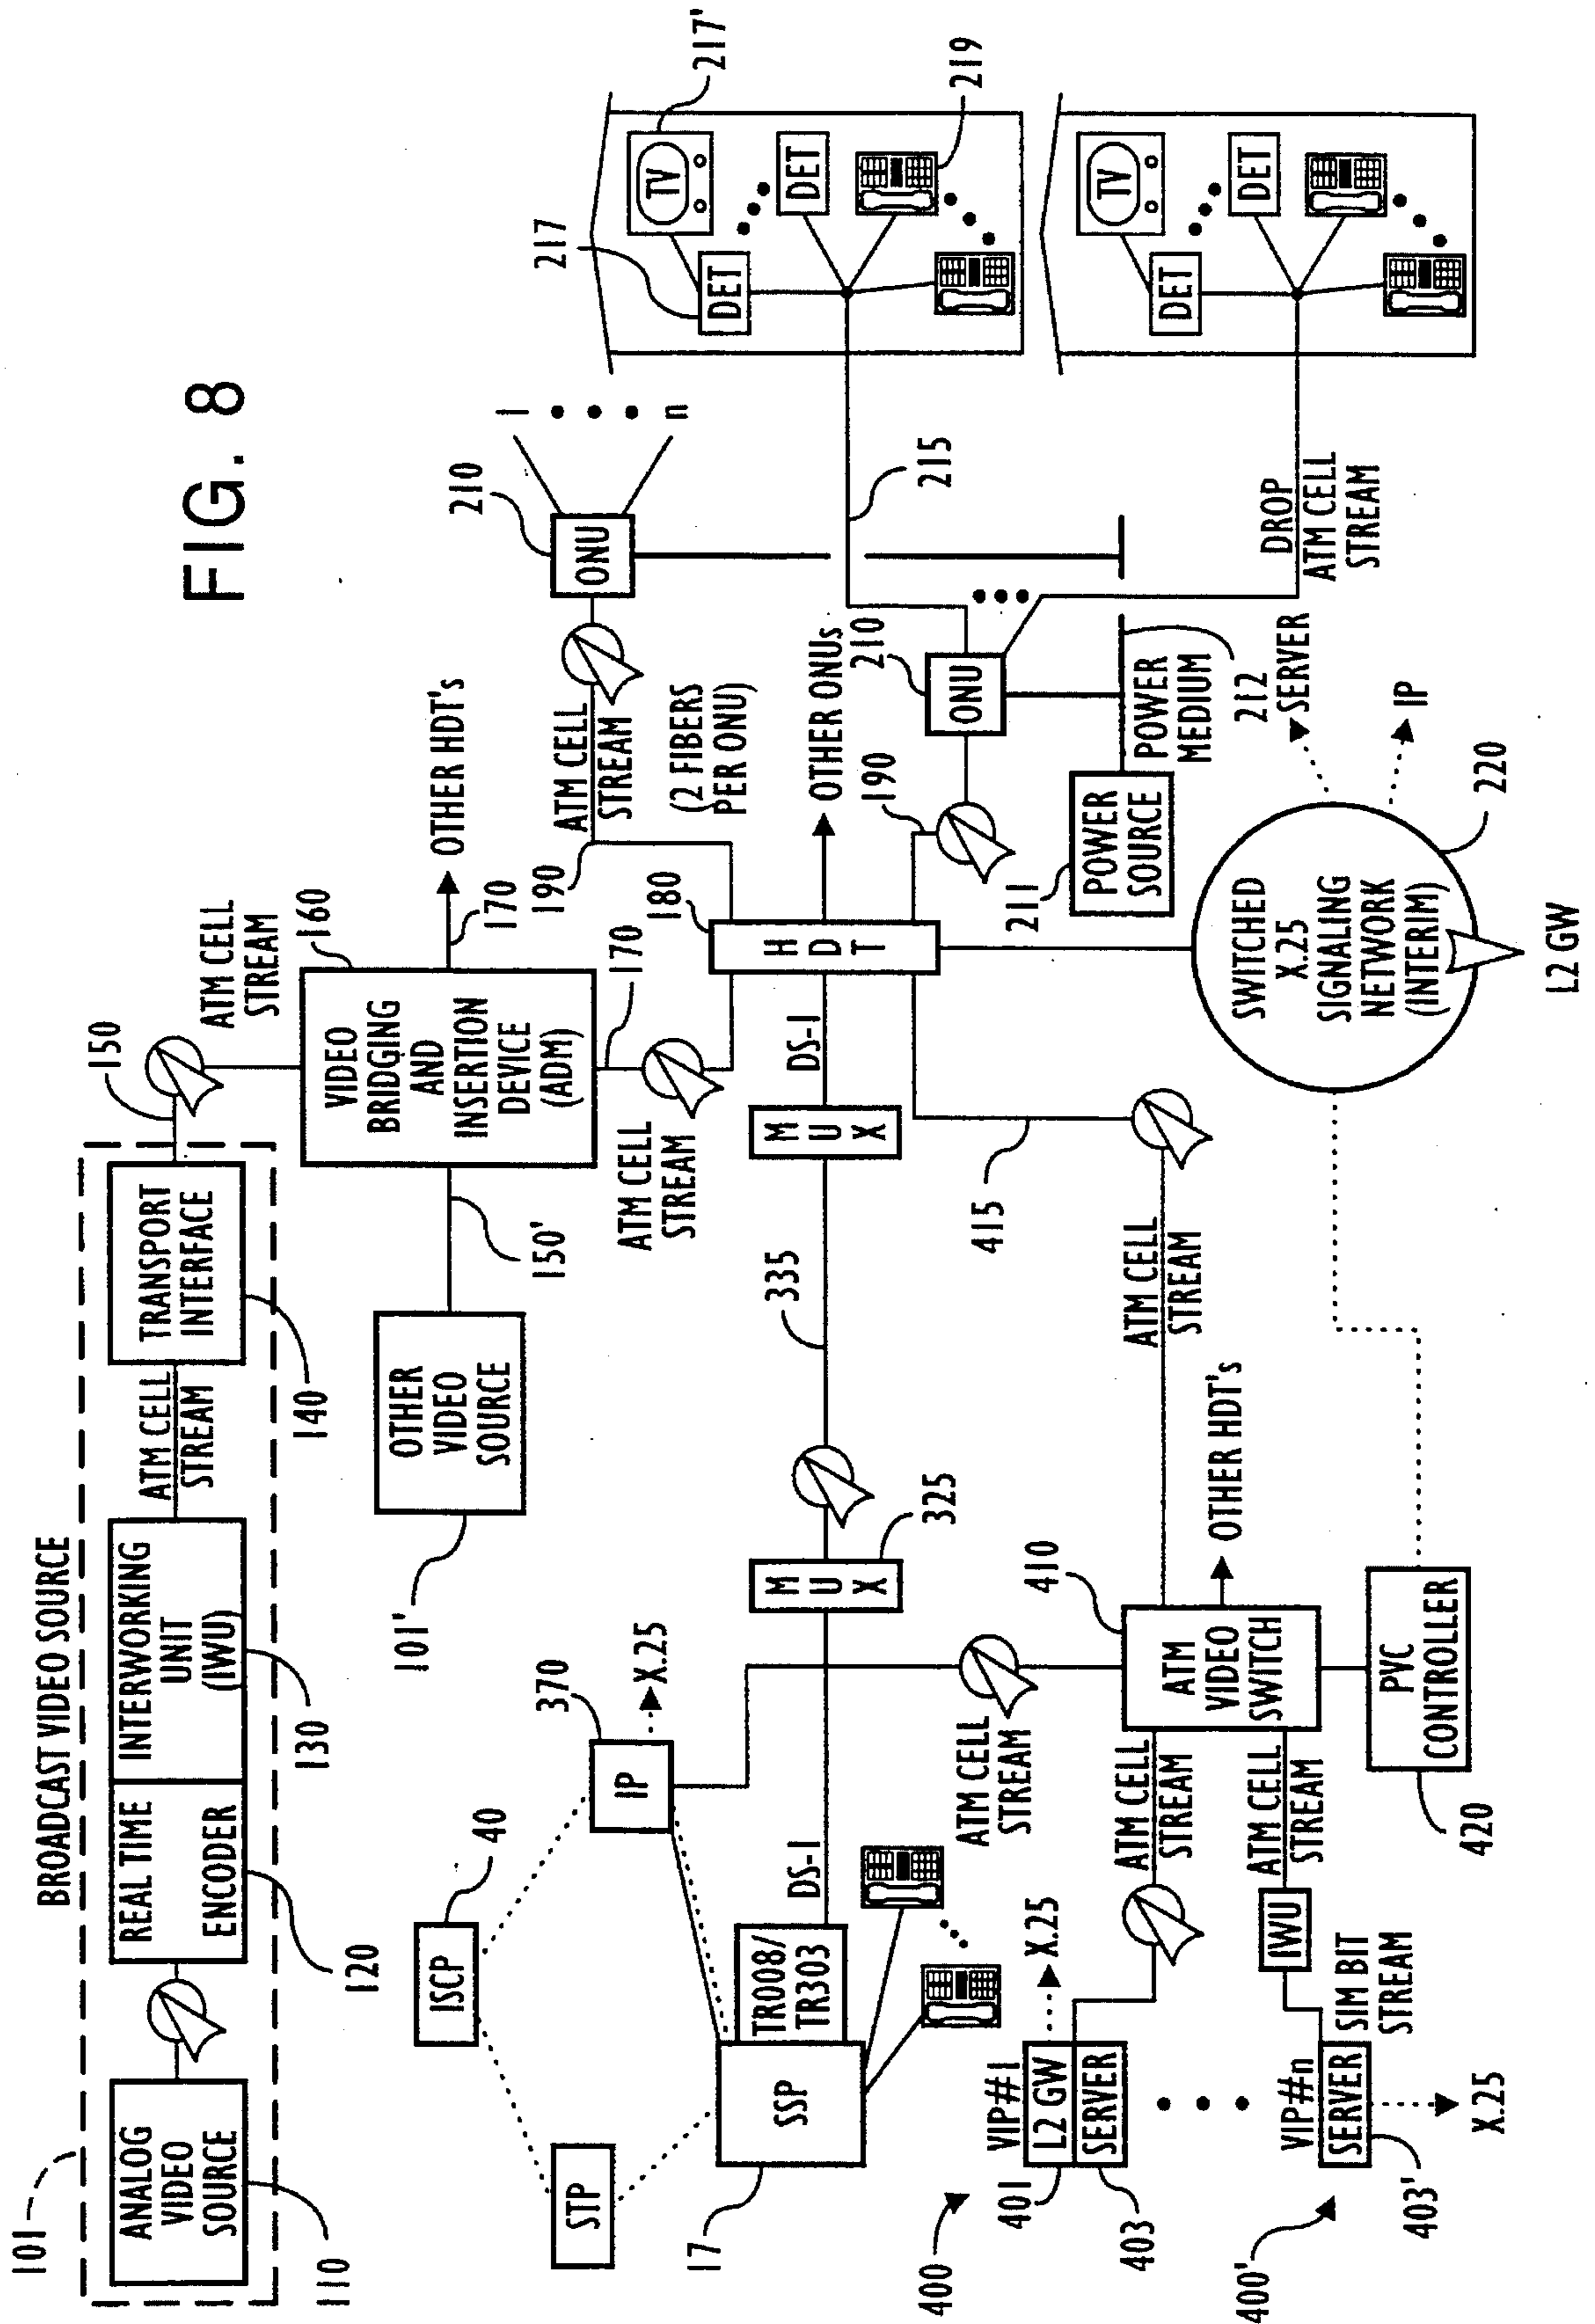 FIG. 8
BROADCAST VIDEO SOURCE
101
ANALOG
VIDEO
SOURCE
110
REAL TIME
ENCODER
120
INTERWORKING
UNIT
(IWU)
130
ATM CELL
STREAM
TRANSPORT
INTERFACE
140
150
ATM CELL
STREAM
OTHER
VIDEO
SOURCE
101'
150'
VIDEO
BRIDGING
AND
INSERTION
DEVICE
(ADM)
160
170
OTHER HDT's
170
ATM CELL
STREAM
190
ATM CELL
STREAM
(2 FIBERS
PER ONU)
ONU
210
1
n
HDT
180
OTHER ONUs
190
ONU
210
POWER
SOURCE
211
POWER
MEDIUM
212
215
DROP
ATM CELL
STREAM
217
217'
TV
DET
DET
219
TV
DET
DET
ISCP
40
STP
IP
370
X.25
SSP
17
TR008/
TR303
DS-1
MUX
325
335
MUX
DS-1
415
ATM CELL
STREAM
ATM CELL
STREAM
ATM
VIDEO
SWITCH
410
OTHER HDT's
PVC
CONTROLLER
420
ATM CELL
STREAM
ATM CELL
STREAM
IWU
SIM BIT
STREAM
400
VIP#1
L2 GW
SERVER
401
403
X.25
400'
VIP#n
SERVER
403'
X.25
SWITCHED
X.25
SIGNALING
NETWORK
(INTERIM)
220
SERVER
IP
L2 GW